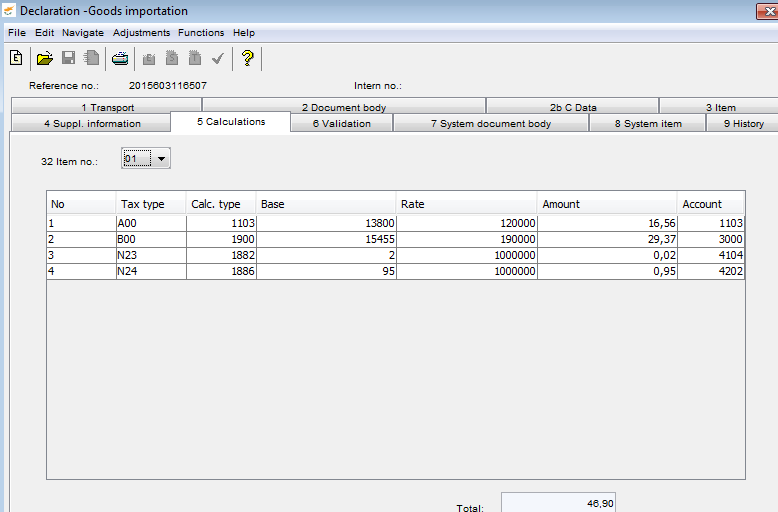 Declaration -Goods importation
File Edit Navigate Adjustments Functions Help
Reference no.: 2015603116507 Intern no.:
1 Transport 2 Document body 2b C Data 3 Item
4 Suppl. information 5 Calculations 6 Validation 7 System document body 8 System item 9 History
32 Item no.: 01
No Tax type Calc. type Base Rate Amount Account
1 A00 1103 13800 120000 16,56 1103
2 B00 1900 15455 190000 29,37 3000
3 N23 1882 2 1000000 0,02 4104
4 N24 1886 95 1000000 0,95 4202
Total: 46,90